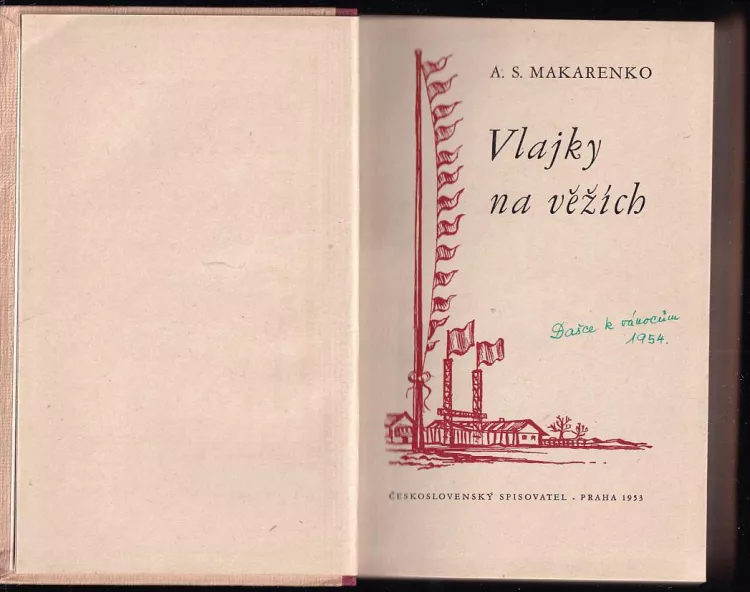 A. S. MAKARENKO
Vlajky
na věžích
Dašce k vánocům
1954.
ČESKOSLOVENSKÝ SPISOVATEL - PRAHA 1953